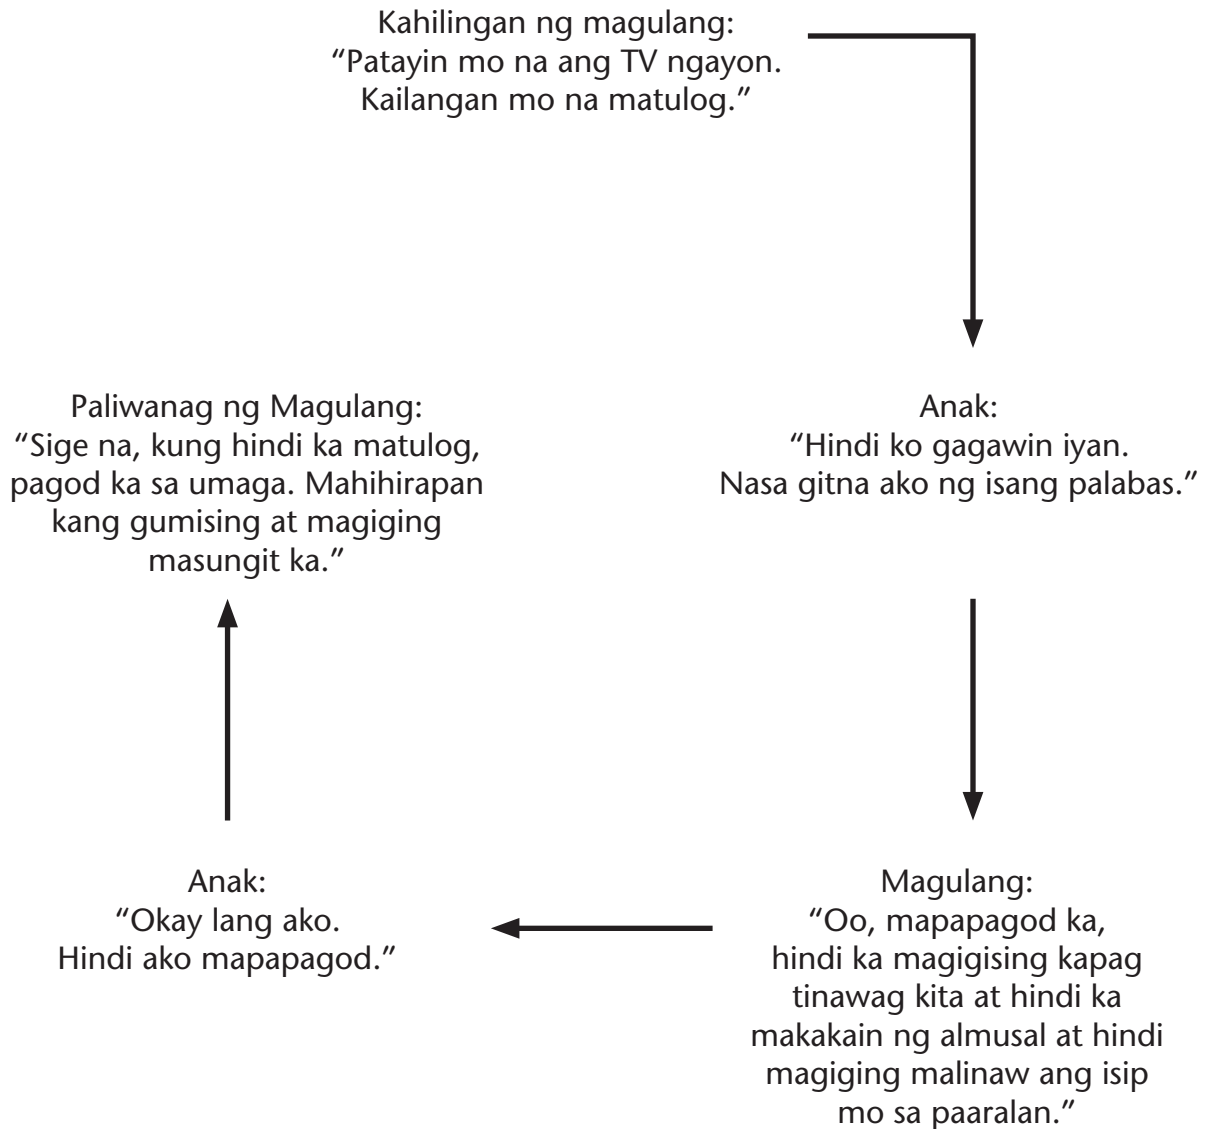 Kahilingan ng magulang:
"Patayin mo na ang TV ngayon.
Kailangan mo na matulog."
Anak:
"Hindi ko gagawin iyan.
Nasa gitna ako ng isang palabas."
Magulang:
"Oo, mapapagod ka,
hindi ka magigising kapag
tinawag kita at hindi ka
makakain ng almusal at hindi
magiging malinaw ang isip
mo sa paaralan."
Anak:
"Okay lang ako.
Hindi ako mapapagod."
Paliwanag ng Magulang:
"Sige na, kung hindi ka matulog,
pagod ka sa umaga. Mahihirapan
kang gumising at magiging
masungit ka."